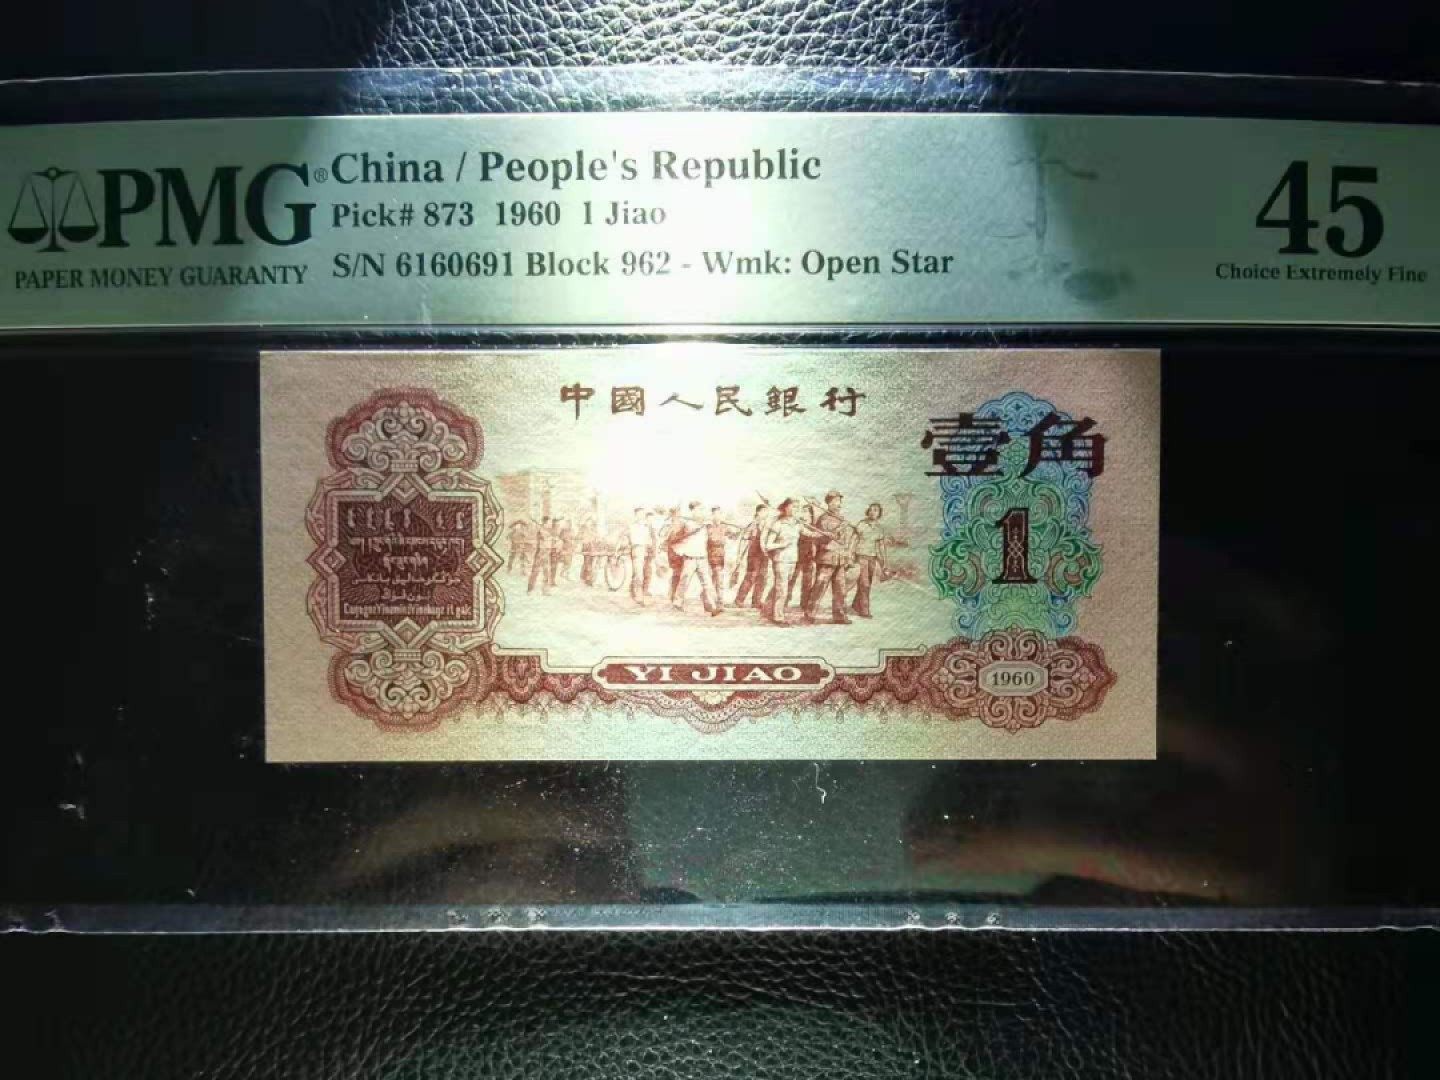 PMG®
PAPER MONEY GUARANTY
China / People's Republic
Pick# 873 1960 1 Jiao
S/N 6160691 Block 962 - Wmk: Open Star
45
Choice Extremely Fine
中國人民銀行
壹角
1
YI JIAO
1960